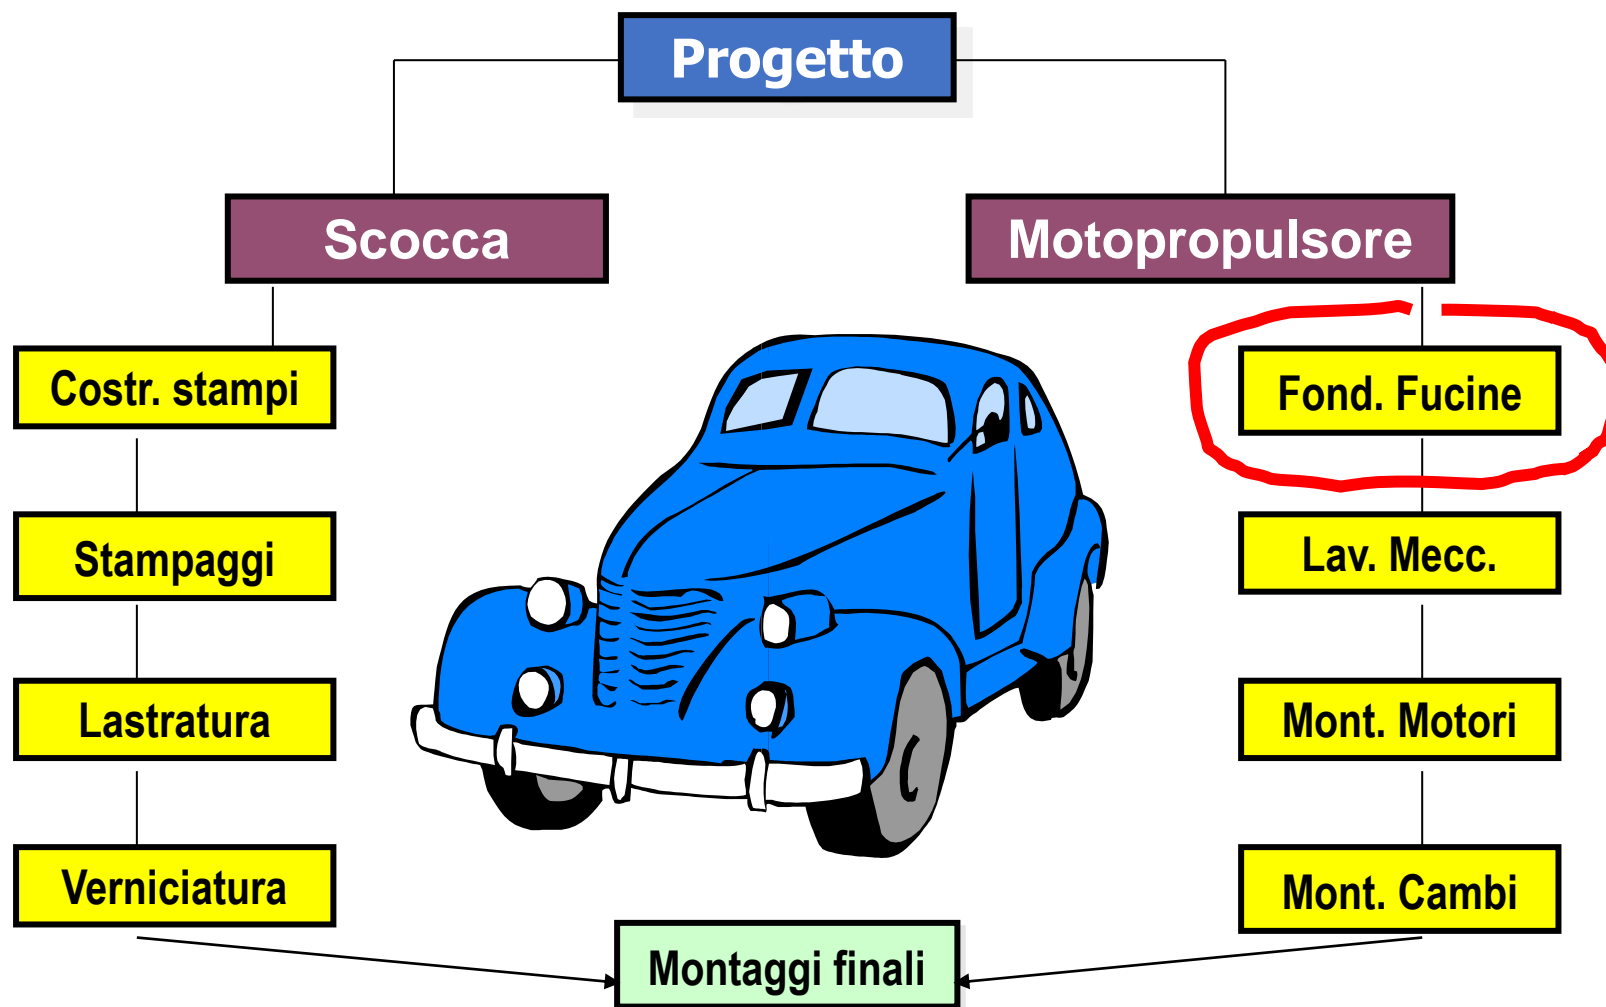 Progetto
Scocca
Motopropulsore
Costr. stampi
Fond. Fucine
Stampaggi
Lav. Mecc.
Lastratura
Mont. Motori
Verniciatura
Mont. Cambi
Montaggi finali